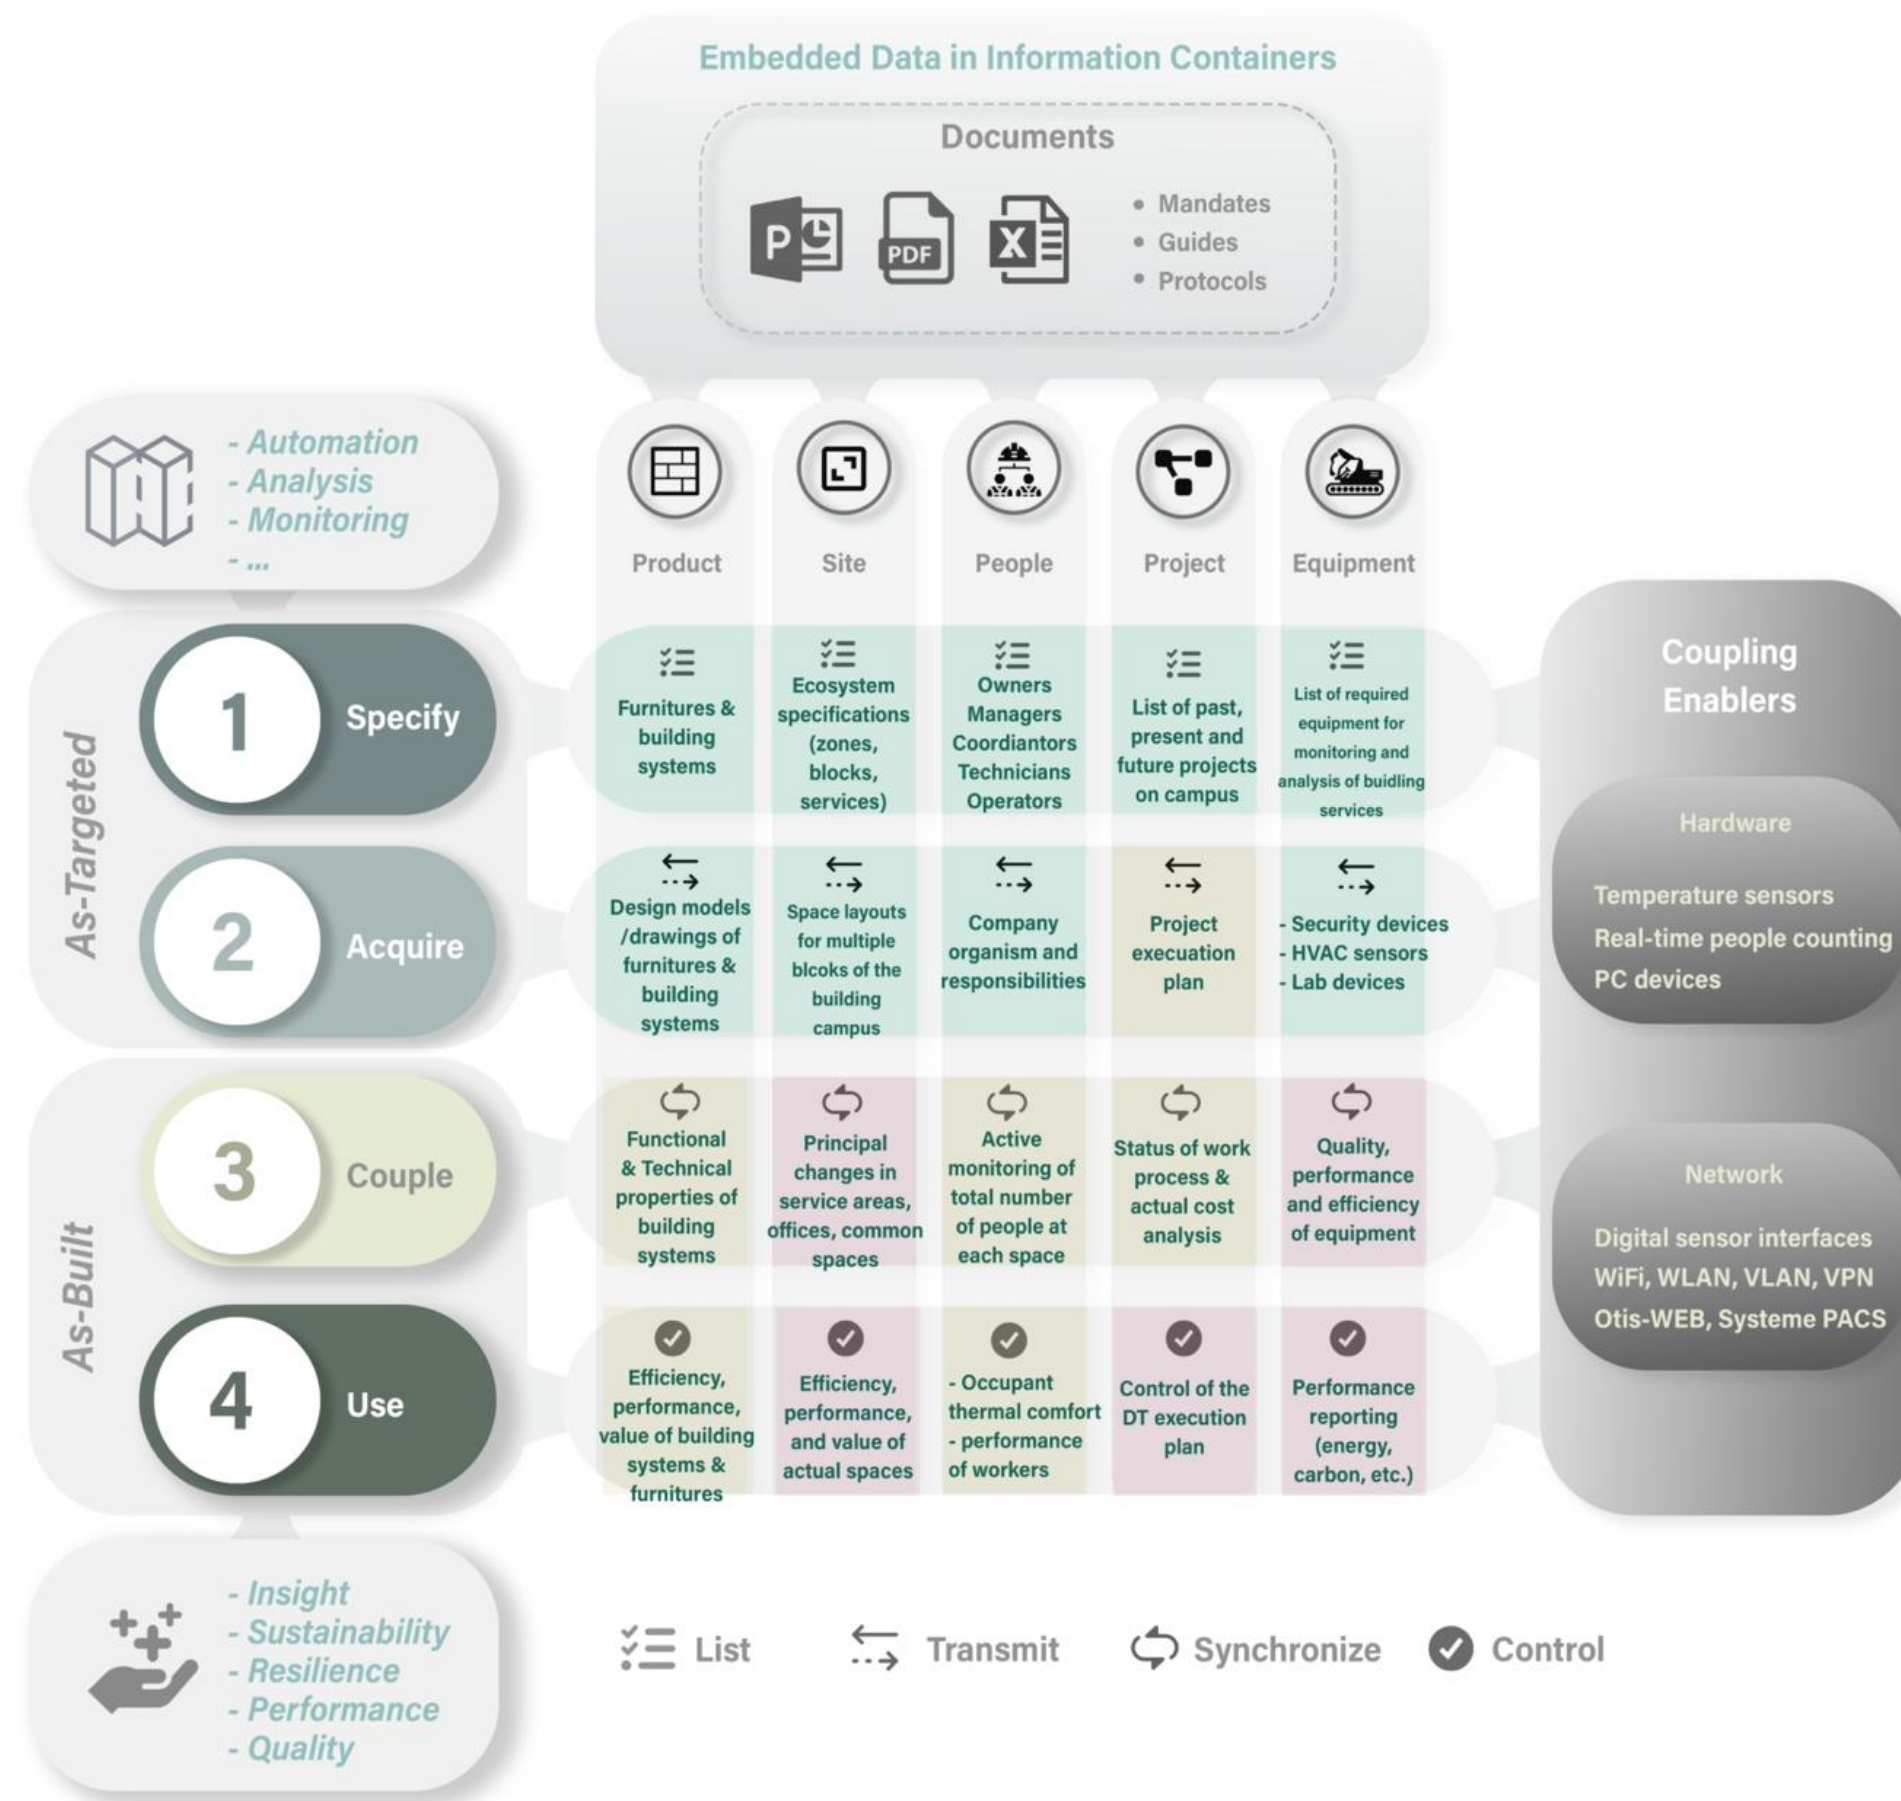 Embedded Data in Information Containers
Documents
P
PDF
X
• Mandates
• Guides
• Protocols
- Automation
- Analysis
- Monitoring
- ...
Product
Site
People
Project
Equipment
As-Targeted
1
Specify
Furnitures &
building
systems
Ecosystem
specifications
(zones,
blocks,
services)
Owners
Managers
Coordiantors
Technicians
Operators
List of past,
present and
future projects
on campus
List of required
equipment for
monitoring and
analysis of buidling
services
2
Acquire
Design models
/drawings of
furnitures &
building
systems
Space layouts
for multiple
blcoks of the
building
campus
Company
organism and
responsibilities
Project
execuation
plan
- Security devices
- HVAC sensors
- Lab devices
As-Built
3
Couple
Functional
& Technical
properties of
building
systems
Principal
changes in
service areas,
offices, common
spaces
Active
monitoring of
total number
of people at
each space
Status of work
process &
actual cost
analysis
Quality,
performance
and efficiency
of equipment
4
Use
Efficiency,
performance,
value of building
systems &
furnitures
Efficiency,
performance,
and value of
actual spaces
- Occupant
thermal comfort
- performance
of workers
Control of the
DT execution
plan
Performance
reporting
(energy,
carbon, etc.)
Coupling
Enablers
Hardware
Temperature sensors
Real-time people counting
PC devices
Network
Digital sensor interfaces
WiFi, WLAN, VLAN, VPN
Otis-WEB, Systeme PACS
- Insight
- Sustainability
- Resilience
- Performance
- Quality
List
Transmit
Synchronize
Control